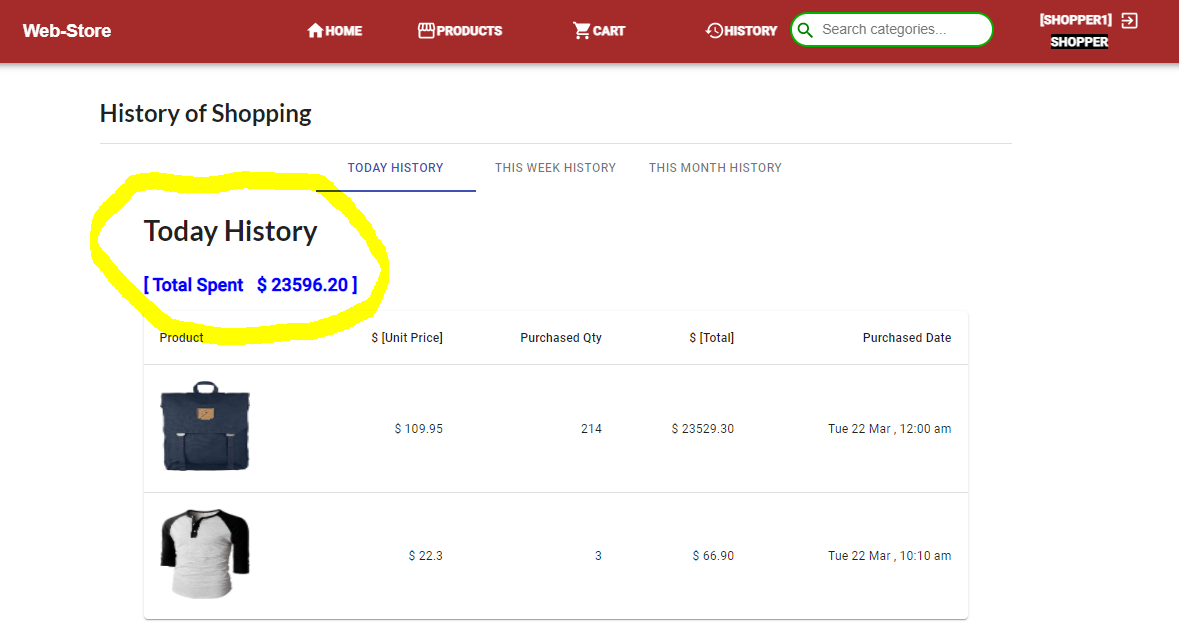 Web-Store
HOME
PRODUCTS
CART
HISTORY
Search categories...
[SHOPPER1]
SHOPPER
History of Shopping
TODAY HISTORY
THIS WEEK HISTORY
THIS MONTH HISTORY
Today History
[ Total Spent $ 23596.20 ]
Product $ [Unit Price] Purchased Qty $ [Total] Purchased Date
$ 109.95 214 $ 23529.30 Tue 22 Mar , 12:00 am
$ 22.3 3 $ 66.90 Tue 22 Mar , 10:10 am